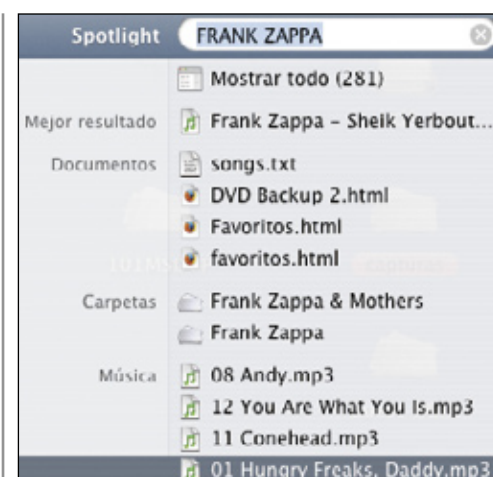 Spotlight FRANK ZAPPA
Mostrar todo (281)
Mejor resultado Frank Zappa – Sheik Yerbout...
Documentos songs.txt
DVD Backup 2.html
Favoritos.html
favoritos.html
Carpetas Frank Zappa & Mothers
Frank Zappa
Música 08 Andy.mp3
12 You Are What You Is.mp3
11 Conehead.mp3
01 Hungry Freaks, Daddy.mp3